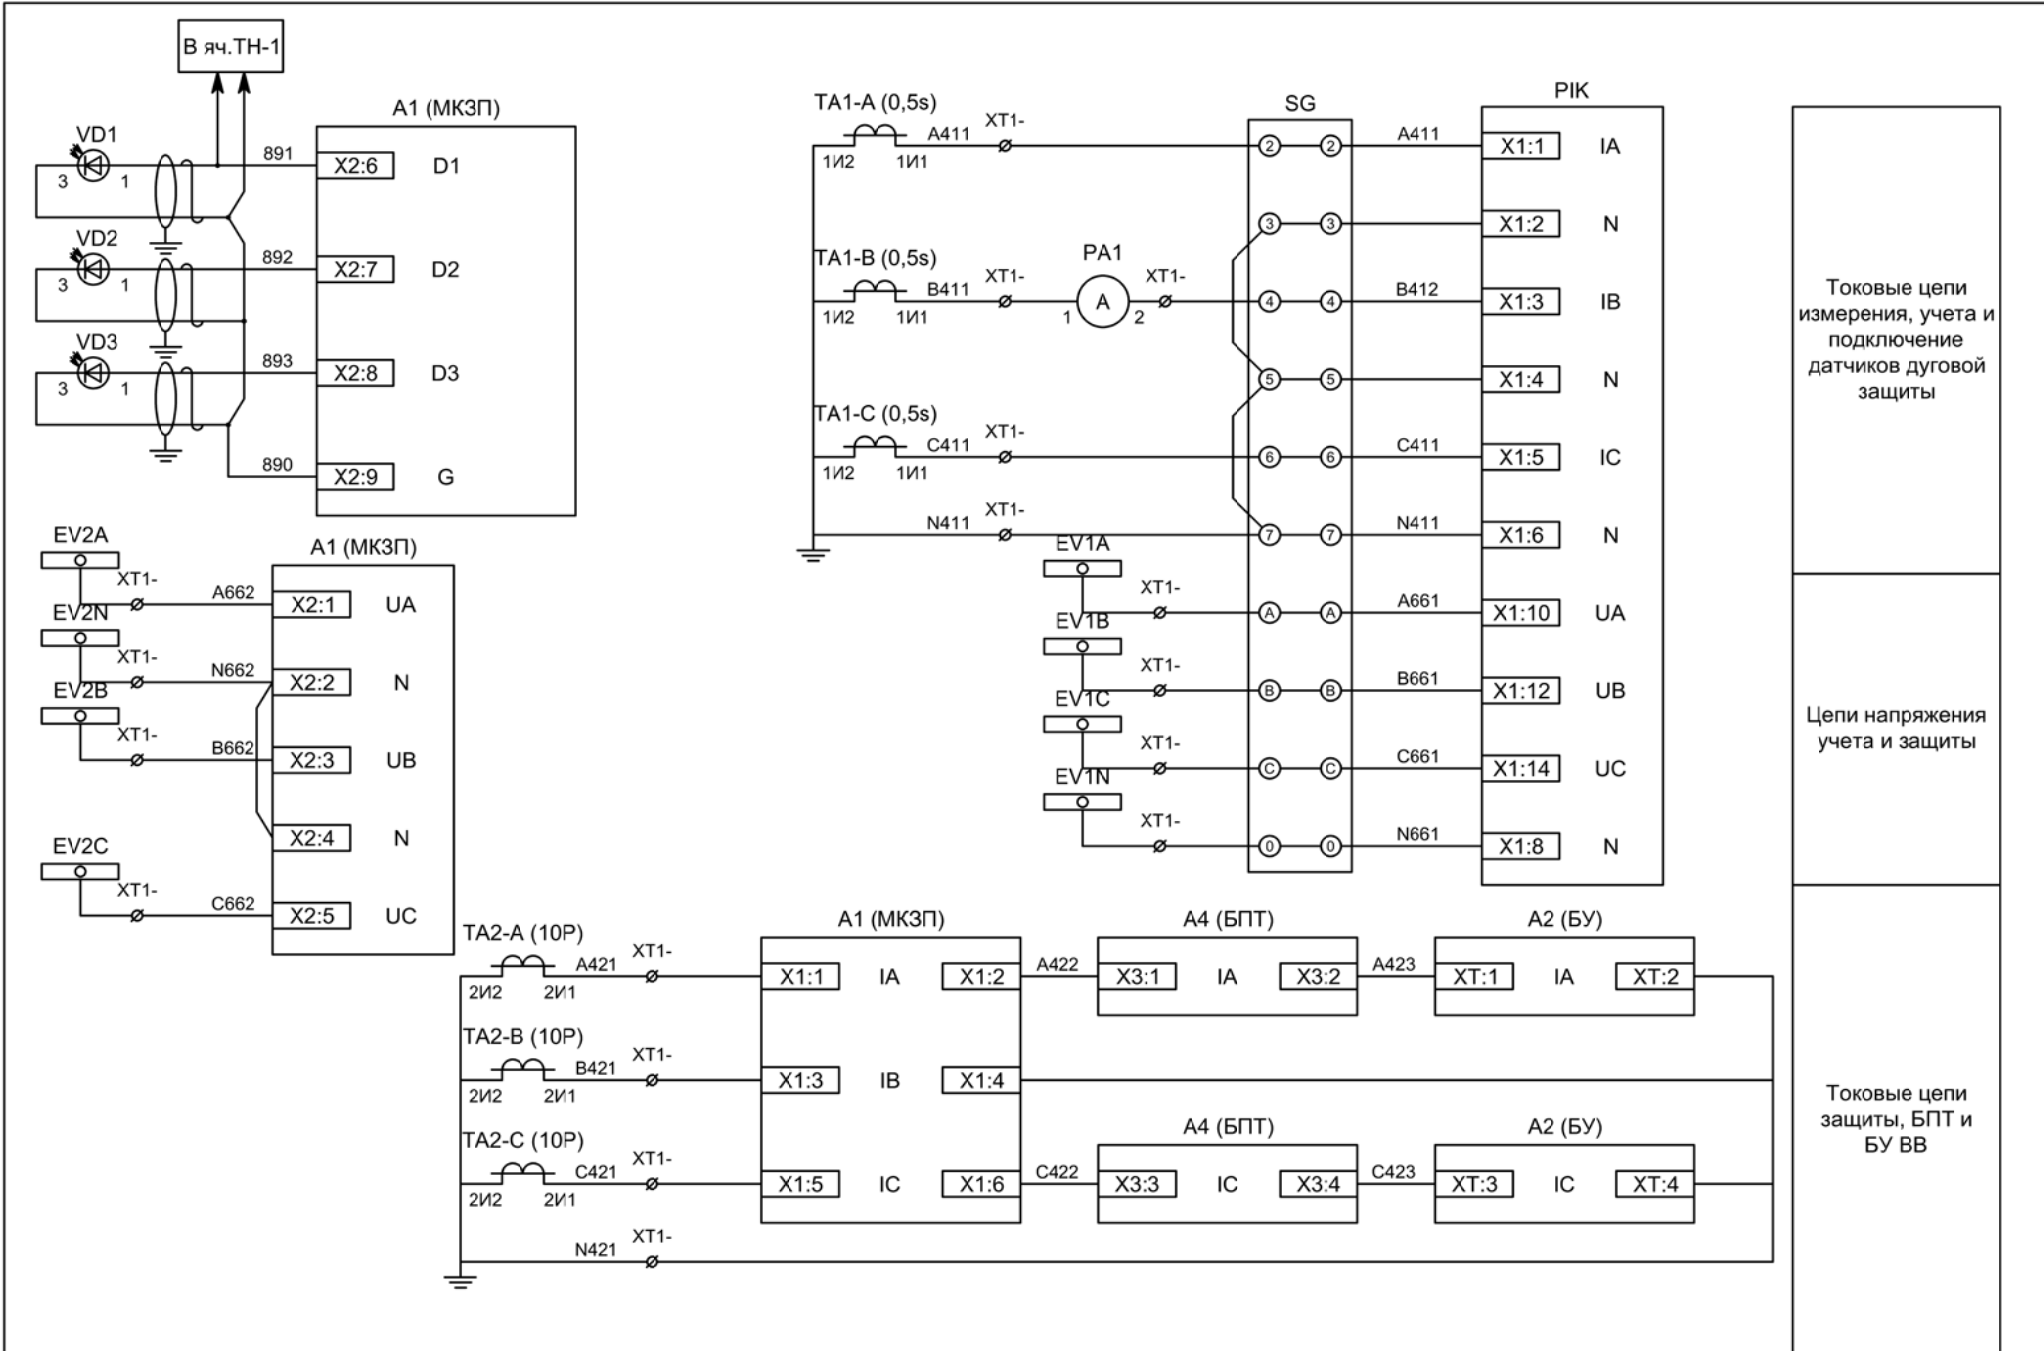 В яч.ТН-1
A1 (МКЗП)
VD1
3
1
891
X2:6
D1
VD2
3
1
892
X2:7
D2
VD3
3
1
893
X2:8
D3
890
X2:9
G
EV2A
A1 (МКЗП)
XT1-
A662
X2:1
UA
EV2N
XT1-
N662
X2:2
N
EV2B
XT1-
B662
X2:3
UB
X2:4
N
EV2C
XT1-
C662
X2:5
UC
TA1-A (0,5s)
1И2
1И1
A411
XT1-
SG
PIK
2
2
A411
X1:1
IA
3
3
X1:2
N
TA1-B (0,5s)
1И2
1И1
B411
XT1-
PA1
1
A
2
XT1-
4
4
B412
X1:3
IB
5
5
X1:4
N
TA1-C (0,5s)
1И2
1И1
C411
XT1-
6
6
C411
X1:5
IC
N411
XT1-
7
7
N411
X1:6
N
EV1A
XT1-
A
A
A661
X1:10
UA
EV1B
XT1-
B
B
B661
X1:12
UB
EV1C
XT1-
C
C
C661
X1:14
UC
EV1N
XT1-
0
0
N661
X1:8
N
Токовые цепи
измерения, учета и
подключение
датчиков дуговой
защиты
Цепи напряжения
учета и защиты
Токовые цепи
защиты, БПТ и
БУ ВВ
A1 (МКЗП)
A4 (БПТ)
A2 (БУ)
TA2-A (10P)
2И2
2И1
A421
XT1-
X1:1
IA
X1:2
A422
X3:1
IA
X3:2
A423
XT:1
IA
XT:2
TA2-B (10P)
2И2
2И1
B421
XT1-
X1:3
IB
X1:4
A4 (БПТ)
A2 (БУ)
TA2-C (10P)
2И2
2И1
C421
XT1-
X1:5
IC
X1:6
C422
X3:3
IC
X3:4
C423
XT:3
IC
XT:4
N421
XT1-